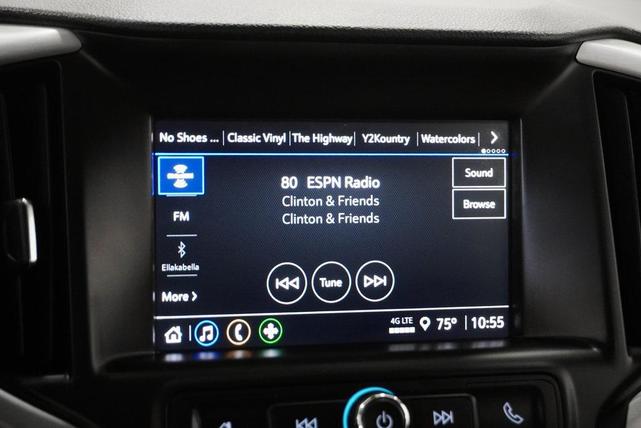 No Shoes ... Classic Vinyl The Highway Y2Kountry Watercolors >
80 ESPN Radio
Clinton & Friends
Clinton & Friends
Sound
Browse
FM
Ellakabella
More >
Tune
4G LTE
75° 10:55